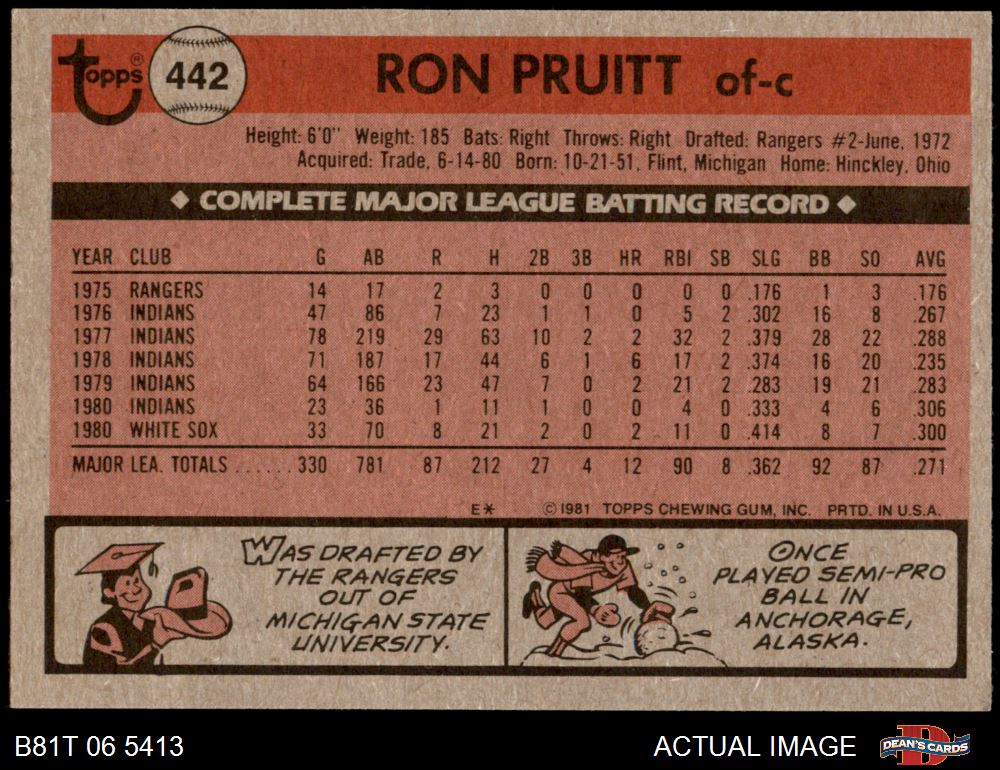 Topps®
442
RON PRUITT of-c
Height: 6'0" Weight: 185 Bats: Right Throws: Right Drafted: Rangers #2-June, 1972
Acquired: Trade, 6-14-80 Born: 10-21-51, Flint, Michigan Home: Hinckley, Ohio
◆ COMPLETE MAJOR LEAGUE BATTING RECORD ◆
YEAR CLUB G AB R H 2B 3B HR RBI SB SLG BB SO AVG
1975 RANGERS 14 17 2 3 0 0 0 0 0 .176 1 3 .176
1976 INDIANS 47 86 7 23 1 1 0 5 2 .302 16 8 .267
1977 INDIANS 78 219 29 63 10 2 2 32 2 .379 28 22 .288
1978 INDIANS 71 187 17 44 6 1 6 17 2 .374 16 20 .235
1979 INDIANS 64 166 23 47 7 0 2 21 2 .283 19 21 .283
1980 INDIANS 23 36 1 11 1 0 0 4 0 .333 4 6 .306
1980 WHITE SOX 33 70 8 21 2 0 2 11 0 .414 8 7 .300
MAJOR LEA. TOTALS ...... 330 781 87 212 27 4 12 90 8 .362 92 87 .271
E* © 1981 TOPPS CHEWING GUM, INC. PRTD. IN U.S.A.
WAS DRAFTED BY
THE RANGERS
OUT OF
MICHIGAN STATE
UNIVERSITY.
ONCE
PLAYED SEMI-PRO
BALL IN
ANCHORAGE,
ALASKA.
B81T 06 5413
ACTUAL IMAGE
DEAN'S CARDS